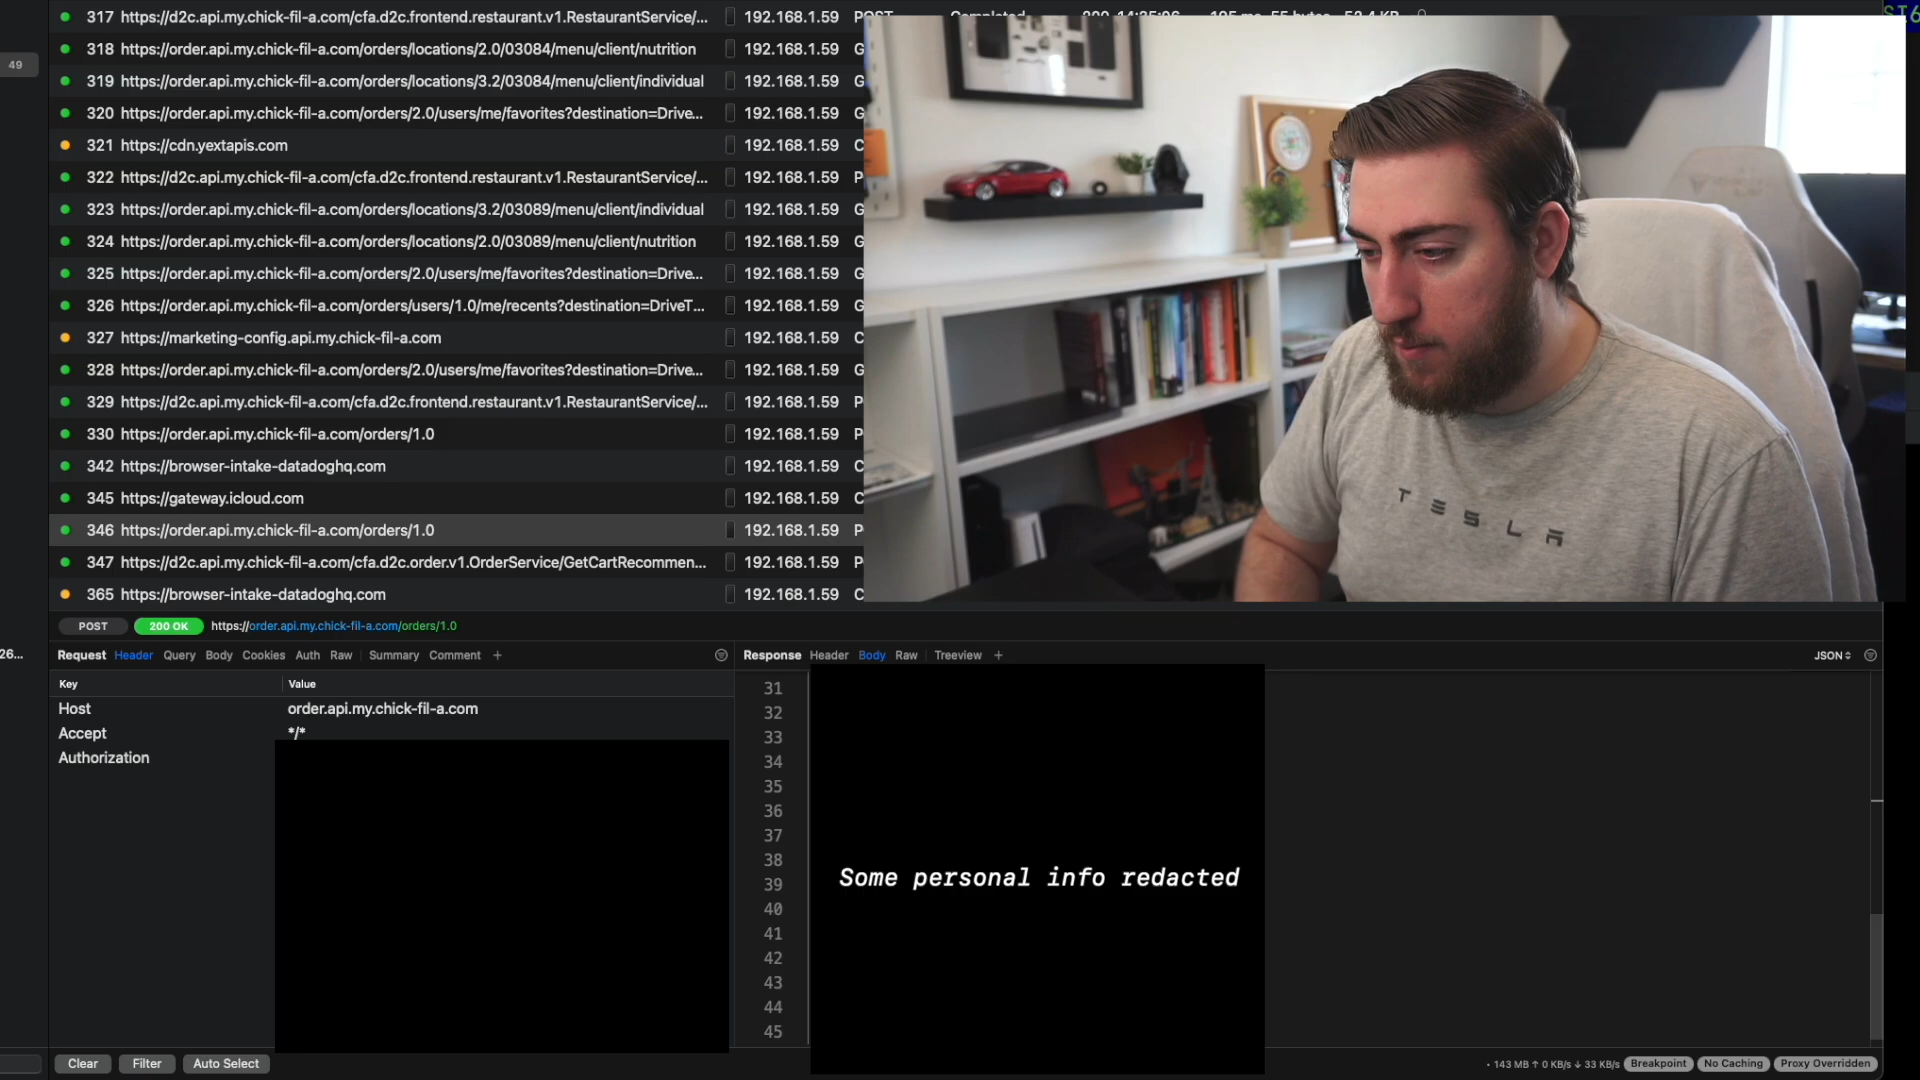 317 https://d2c.api.my.chick-fil-a.com/cfa.d2c.frontend.restaurant.v1.RestaurantService/... 192.168.1.59 POST Completed 200
49
318 https://order.api.my.chick-fil-a.com/orders/locations/2.0/03084/menu/client/nutrition 192.168.1.59 G
319 https://order.api.my.chick-fil-a.com/orders/locations/3.2/03084/menu/client/individual 192.168.1.59 G
320 https://order.api.my.chick-fil-a.com/orders/2.0/users/me/favorites?destination=Drive... 192.168.1.59 G
321 https://cdn.yextapis.com 192.168.1.59 C
322 https://d2c.api.my.chick-fil-a.com/cfa.d2c.frontend.restaurant.v1.RestaurantService/... 192.168.1.59 P
323 https://order.api.my.chick-fil-a.com/orders/locations/3.2/03089/menu/client/individual 192.168.1.59 G
324 https://order.api.my.chick-fil-a.com/orders/locations/2.0/03089/menu/client/nutrition 192.168.1.59 G
325 https://order.api.my.chick-fil-a.com/orders/2.0/users/me/favorites?destination=Drive... 192.168.1.59 G
326 https://order.api.my.chick-fil-a.com/orders/users/1.0/me/recents?destination=DriveT... 192.168.1.59 G
327 https://marketing-config.api.my.chick-fil-a.com 192.168.1.59 C
328 https://order.api.my.chick-fil-a.com/orders/2.0/users/me/favorites?destination=Drive... 192.168.1.59 G
329 https://d2c.api.my.chick-fil-a.com/cfa.d2c.frontend.restaurant.v1.RestaurantService/... 192.168.1.59 P
330 https://order.api.my.chick-fil-a.com/orders/1.0 192.168.1.59 P
342 https://browser-intake-datadoghq.com 192.168.1.59 C
345 https://gateway.icloud.com 192.168.1.59 C
346 https://order.api.my.chick-fil-a.com/orders/1.0 192.168.1.59 P
347 https://d2c.api.my.chick-fil-a.com/cfa.d2c.order.v1.OrderService/GetCartRecommen... 192.168.1.59 P
365 https://browser-intake-datadoghq.com 192.168.1.59 C
TESLA
POST 200 OK https://order.api.my.chick-fil-a.com/orders/1.0
26...
Request Header Query Body Cookies Auth Raw Summary Comment +
Key Value
Host order.api.my.chick-fil-a.com
Accept */*
Authorization
Response Header Body Raw Treeview + JSON
31
32
33
34
35
36
37
38
39
40
41
42
43
44
45
Some personal info redacted
Clear Filter Auto Select
• 143 MB ↑ 0 KB/s ↓ 33 KB/s Breakpoint No Caching Proxy Overridden